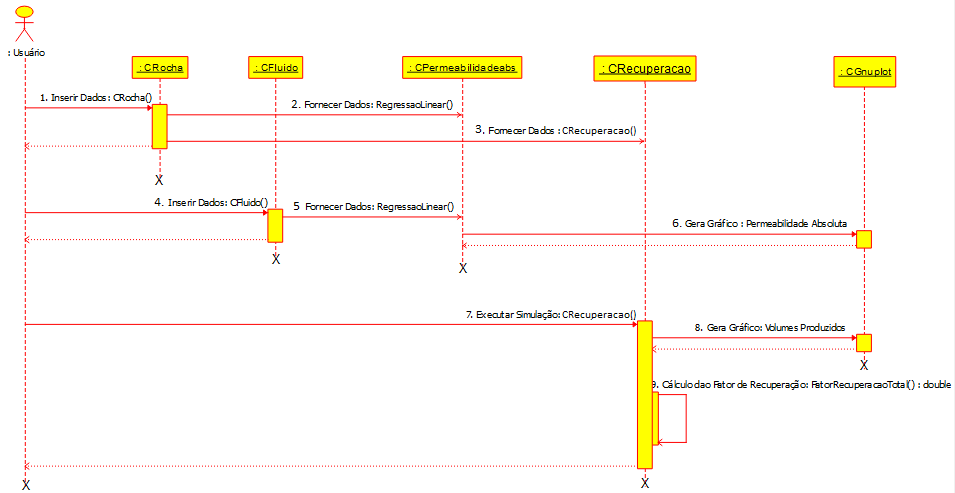 : Usuário
: CRocha
: CFluido
: CPermeabilidadeabs
: CRecuperacao
: CGnuplot
1. Inserir Dados: CRocha()
2. Fornecer Dados: RegressaoLinear()
3. Fornecer Dados : CRecuperacao()
X
4. Inserir Dados: CFluido()
5 Fornecer Dados: RegressaoLinear()
6. Gera Gráfico : Permeabilidade Absoluta
X
X
7. Executar Simulação: CRecuperacao()
8. Gera Gráfico: Volumes Produzidos
X
9. Cálculo dao Fator de Recuperação: FatorRecuperacaoTotal() : double
X
X